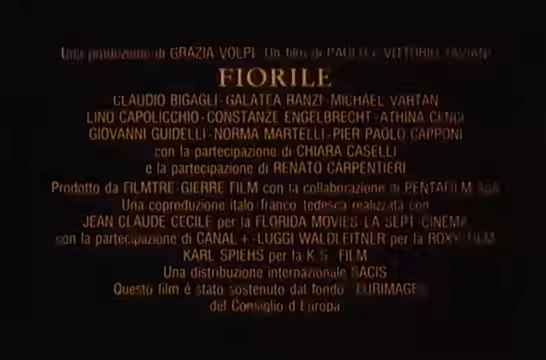 Una produzione di GRAZIA VOLPI Un film di PAOLO E VITTORIO TAVIANI
FIORILE
CLAUDIO BIGAGLI - GALATEA RANZI - MICHAEL VARTAN
LINO CAPOLICCHIO - CONSTANZE ENGELBRECHT - ATHINA CENCI
GIOVANNI GUIDELLI - NORMA MARTELLI - PIER PAOLO CAPPONI
con la partecipazione di CHIARA CASELLI
e la partecipazione di RENATO CARPENTIERI
Prodotto da FILMTRE - GIERRE FILM con la collaborazione di PENTAFILM SpA
Una coproduzione italo franco tedesca realizzata con
JEAN CLAUDE CECILE per la FLORIDA MOVIES - LA SEPT - CINEMA
con la partecipazione di CANAL + - LUGGI WALDLEITNER per la ROXY FILM
KARL SPIEHS per la K.S. FILM
Una distribuzione internazionale SACIS
Questo film é stato sostenuto dal fondo EURIMAGES
del Consiglio d Europa